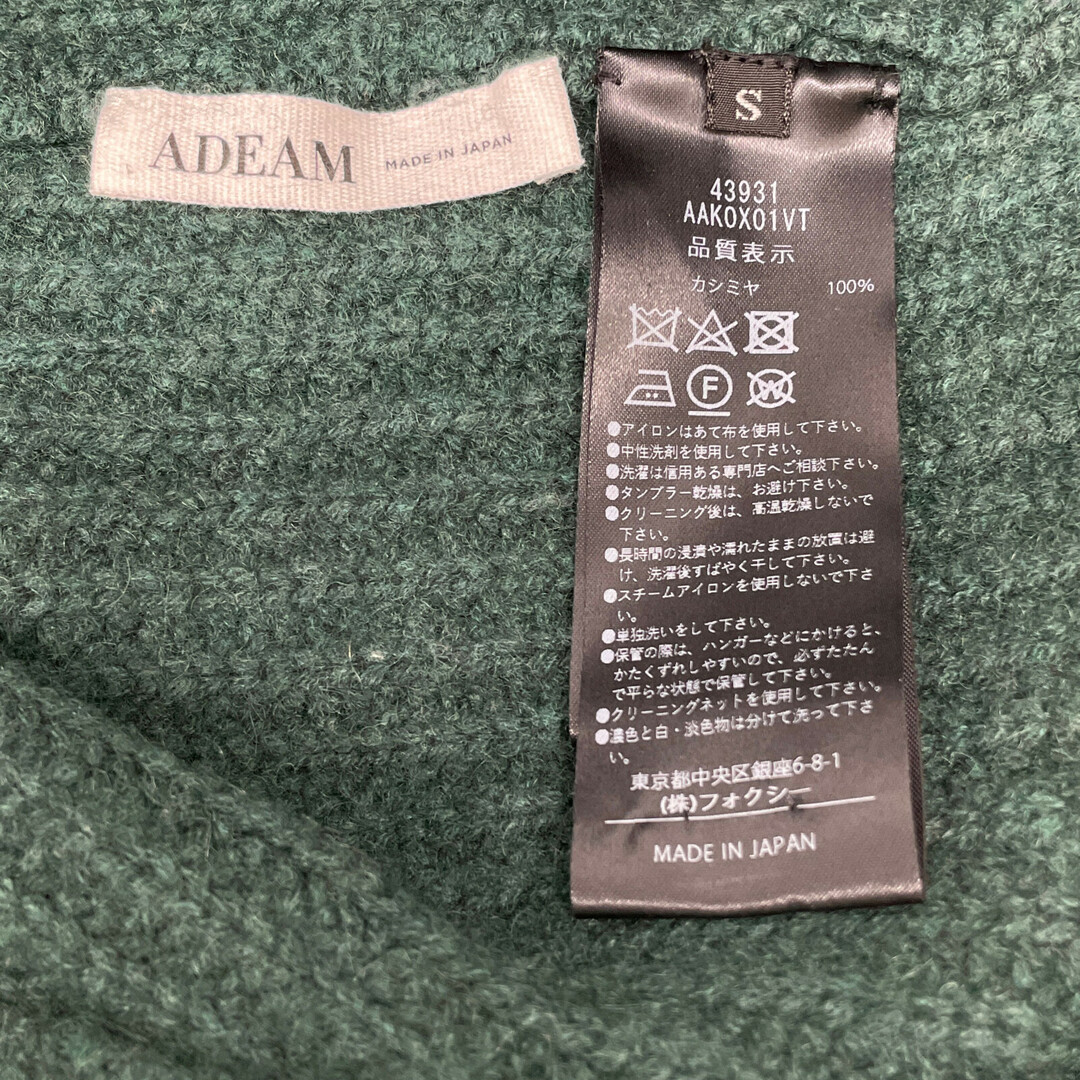 ADEAM MADE IN JAPAN
S
43931
AAK0X01VT
品質表示
カシミヤ 100%
F
W
●アイロンはあて布を使用して下さい。
●中性洗剤を使用して下さい。
●洗濯は信用ある専門店へご相談下さい。
●タンブラー乾燥は、お避け下さい。
●クリーニング後は、高温乾燥しないで
下さい。
●長時間の浸漬や濡れたままの放置は避
け、洗濯後すばやく干して下さい。
●スチームアイロンを使用しないで下さ
い。
●単独洗いをして下さい。
●保管の際は、ハンガーなどにかけると、
かたくずれしやすいので、必ずたたん
で平らな状態で保管して下さい。
●クリーニングネットを使用して下さい。
●濃色と白・淡色物は分けて洗って下さ
い。
東京都中央区銀座6-8-1
(株)フォクシー
MADE IN JAPAN